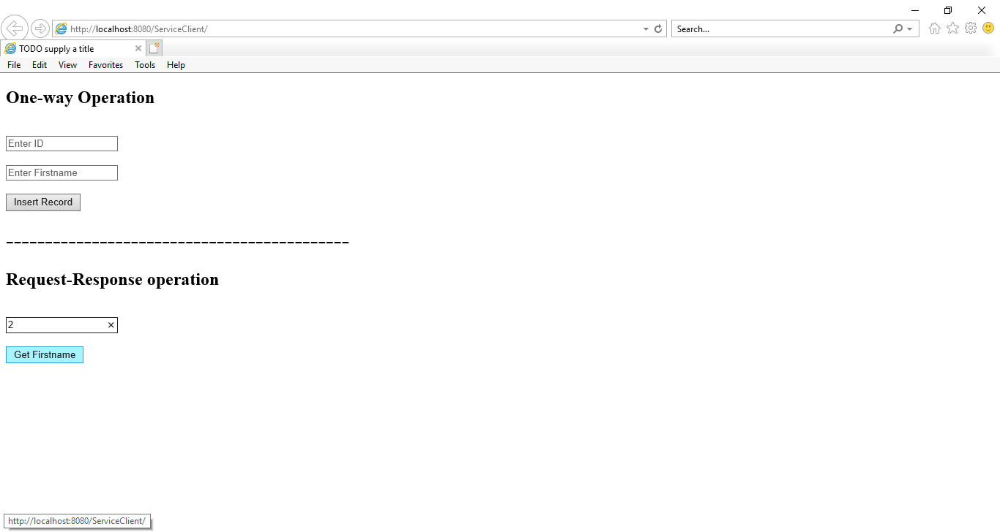 http://localhost:8080/ServiceClient/
Search...
TODO supply a title
File Edit View Favorites Tools Help
One-way Operation
Enter ID
Enter Firstname
Insert Record
--------------------------------------------
Request-Response operation
2
Get Firstname
http://localhost:8080/ServiceClient/